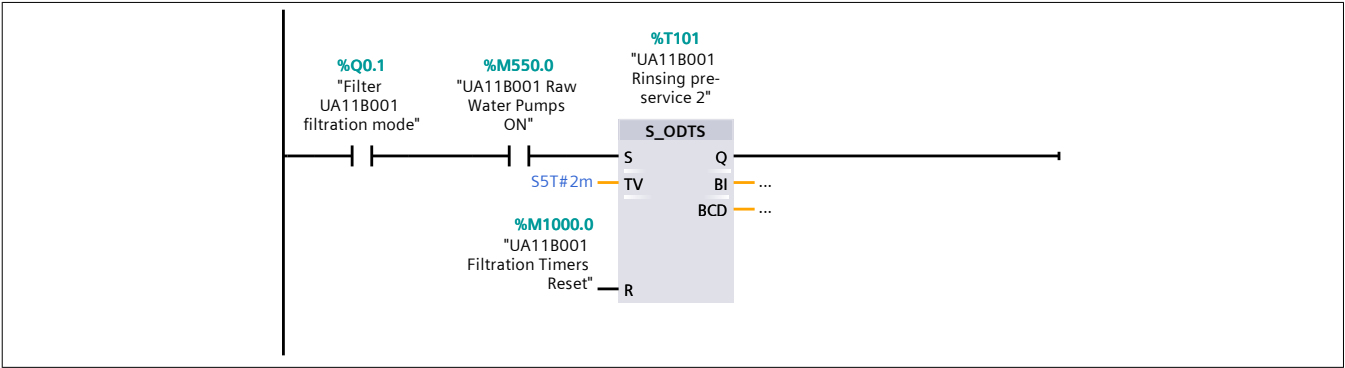 %T101
"UA11B001
Rinsing pre-
service 2"
%Q0.1
"Filter
UA11B001
filtration mode"
%M550.0
"UA11B001 Raw
Water Pumps
ON"
S_ODTS
S Q
S5T#2m TV BI ...
BCD ...
%M1000.0
"UA11B001
Filtration Timers
Reset"
R